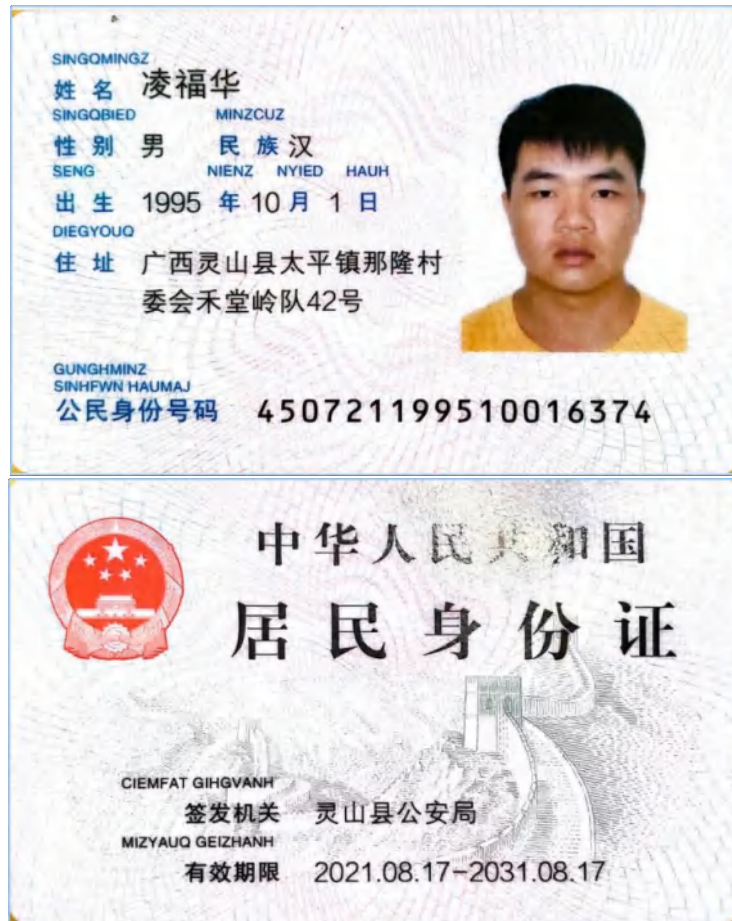 SINGQMINGZ
姓名 凌福华
SINGQBIED MINZCUZ
性别 男 民族 汉
SENG NIENZ NYIED HAUH
出生 1995 年 10 月 1 日
DIEGYOUQ
住址 广西灵山县太平镇那隆村
委会禾堂岭队42号
GUNGHMINZ
SINHFWN HAUMAJ
公民身份号码 450721199510016374
中华人民共和国
居民身份证
CIEMFAT GIHGVANH
签发机关 灵山县公安局
MIZYAUQ GEIZHANH
有效期限 2021.08.17-2031.08.17